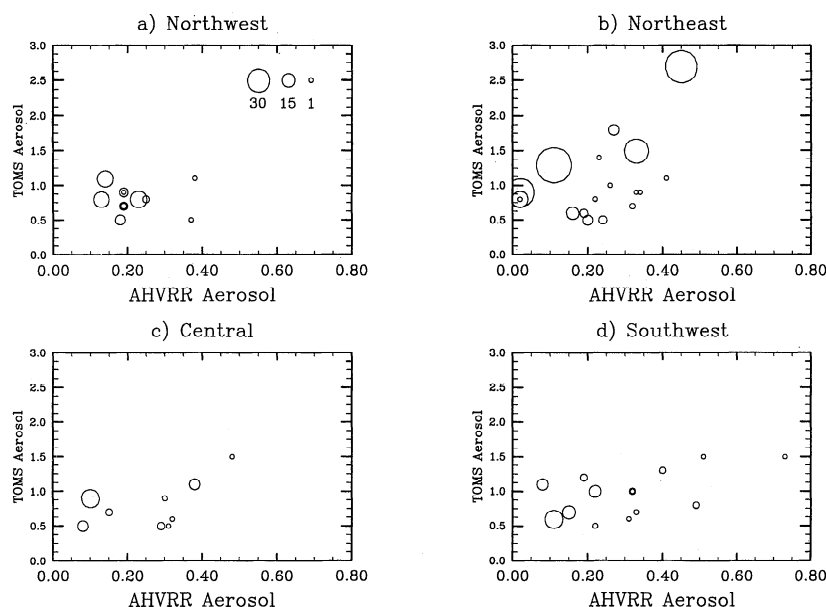 a) Northwest
3.0
2.5
2.0
1.5
1.0
0.5
0.0
TOMS Aerosol
30 15 1
0.00 0.20 0.40 0.60 0.80
AHVRR Aerosol
b) Northeast
3.0
2.5
2.0
1.5
1.0
0.5
0.0
TOMS Aerosol
0.00 0.20 0.40 0.60 0.80
AHVRR Aerosol
c) Central
3.0
2.5
2.0
1.5
1.0
0.5
0.0
TOMS Aerosol
0.00 0.20 0.40 0.60 0.80
AHVRR Aerosol
d) Southwest
3.0
2.5
2.0
1.5
1.0
0.5
0.0
TOMS Aerosol
0.00 0.20 0.40 0.60 0.80
AHVRR Aerosol